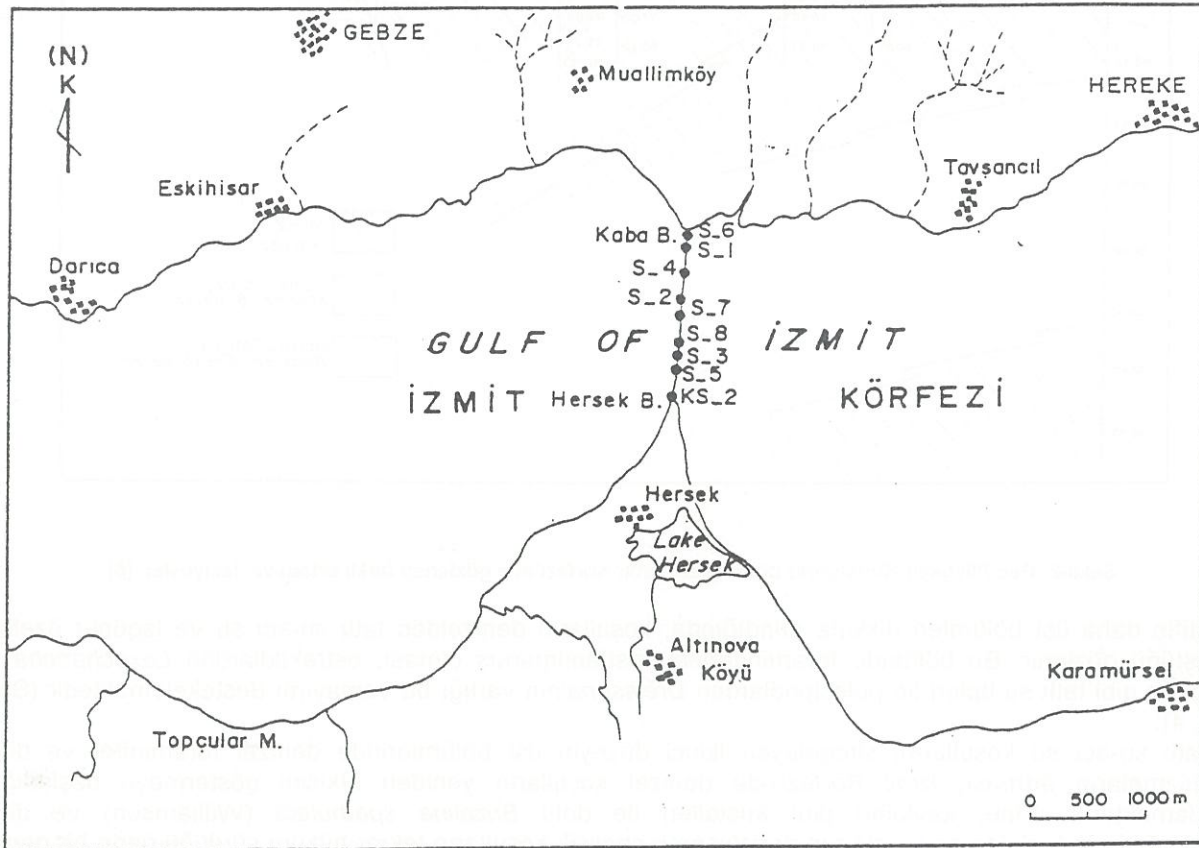 GEBZE
(N)
K
Muallimköy
HEREKE
Eskihisar
Tavşancıl
Darıca
Kaba B.
S_6
S_1
S_4
S_2
S_7
S_8
S_3
S_5
GULF OF İZMİT
İZMİT KÖRFEZİ
Hersek B.
KS_2
Hersek
Lake
Hersek
Altınova
Köyü
Karamürsel
Topçular M.
0 500 1000m